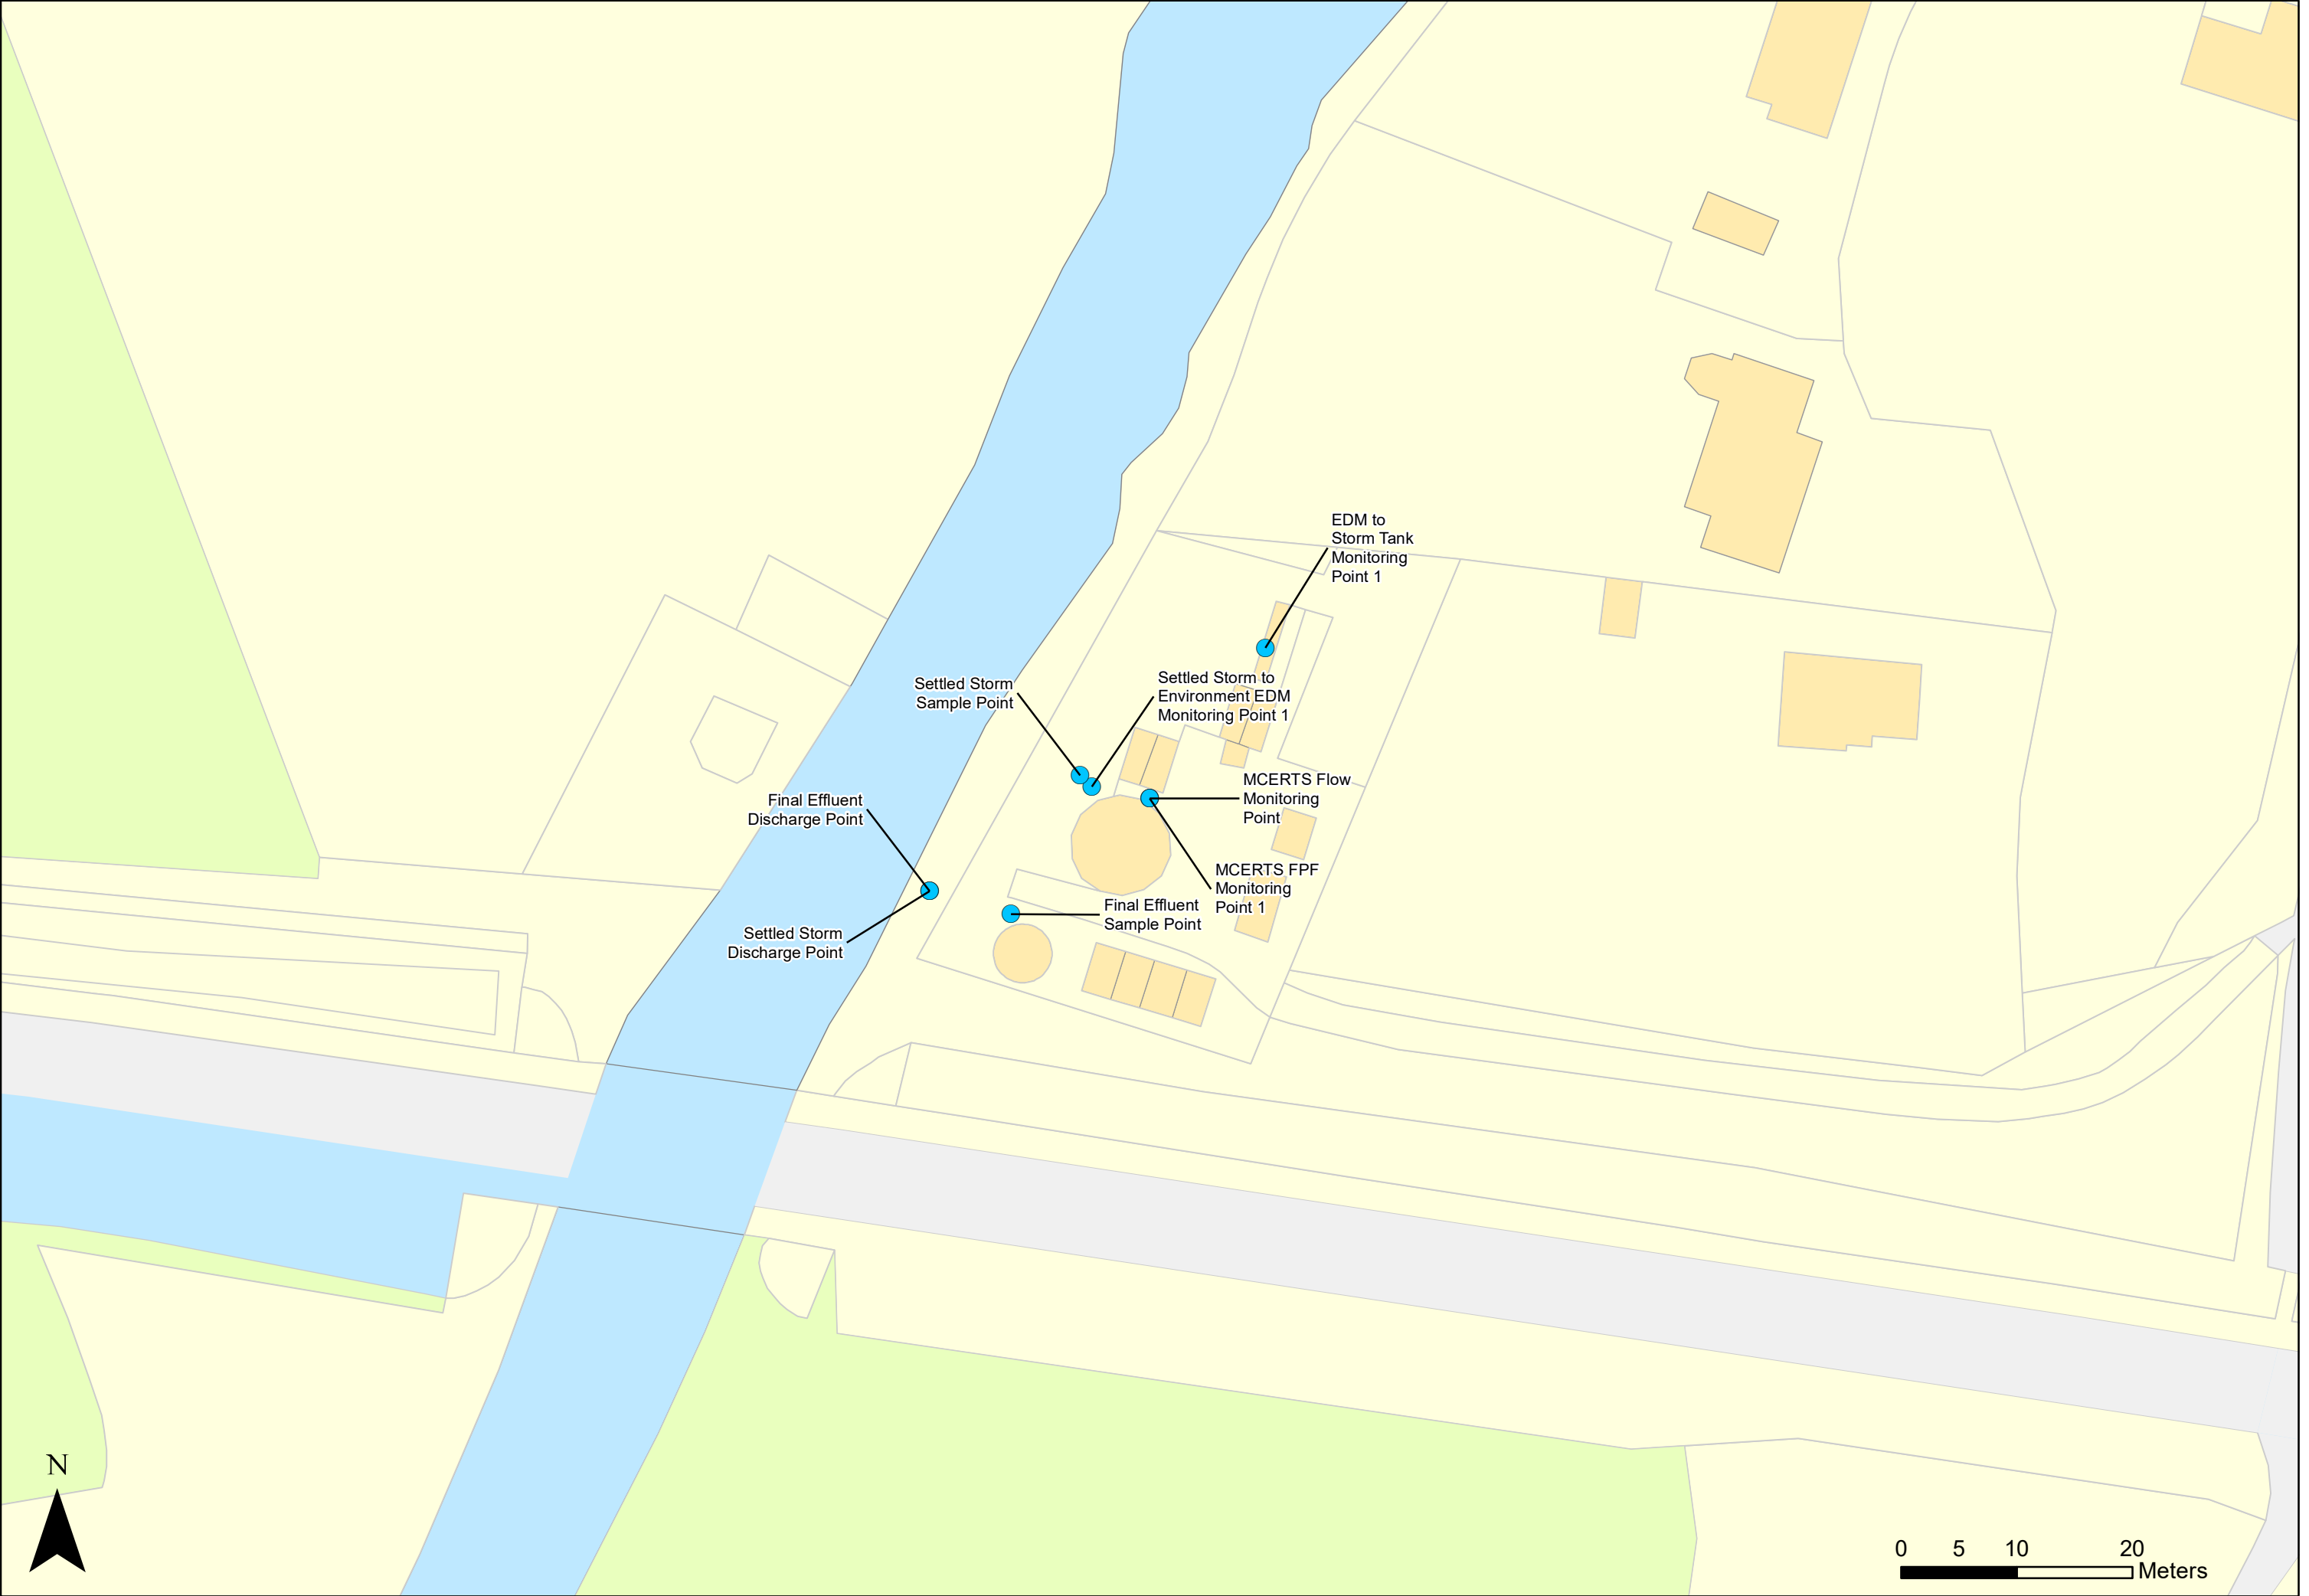 EDM to
Storm Tank
Monitoring
Point 1
Settled Storm
Sample Point
Settled Storm to
Environment EDM
Monitoring Point 1
Final Effluent
Discharge Point
MCERTS Flow
Monitoring
Point
MCERTS FPF
Monitoring
Point 1
Final Effluent
Sample Point
Settled Storm
Discharge Point
N
0 5 10 20
Meters